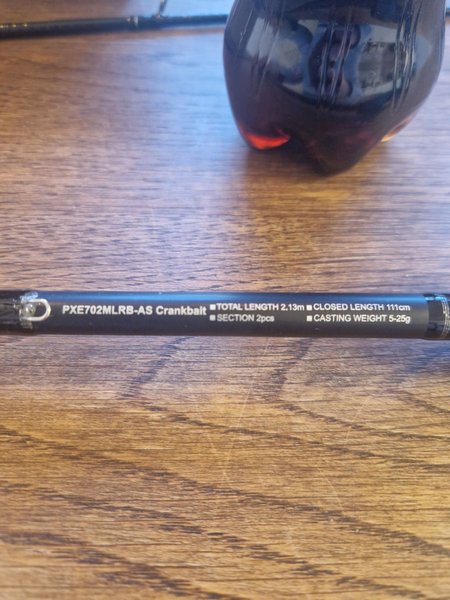 PXE702MLRB-AS Crankbait
■ TOTAL LENGTH 2.13m ■ CLOSED LENGTH 111cm
■ SECTION 2pcs ■ CASTING WEIGHT 5-25g